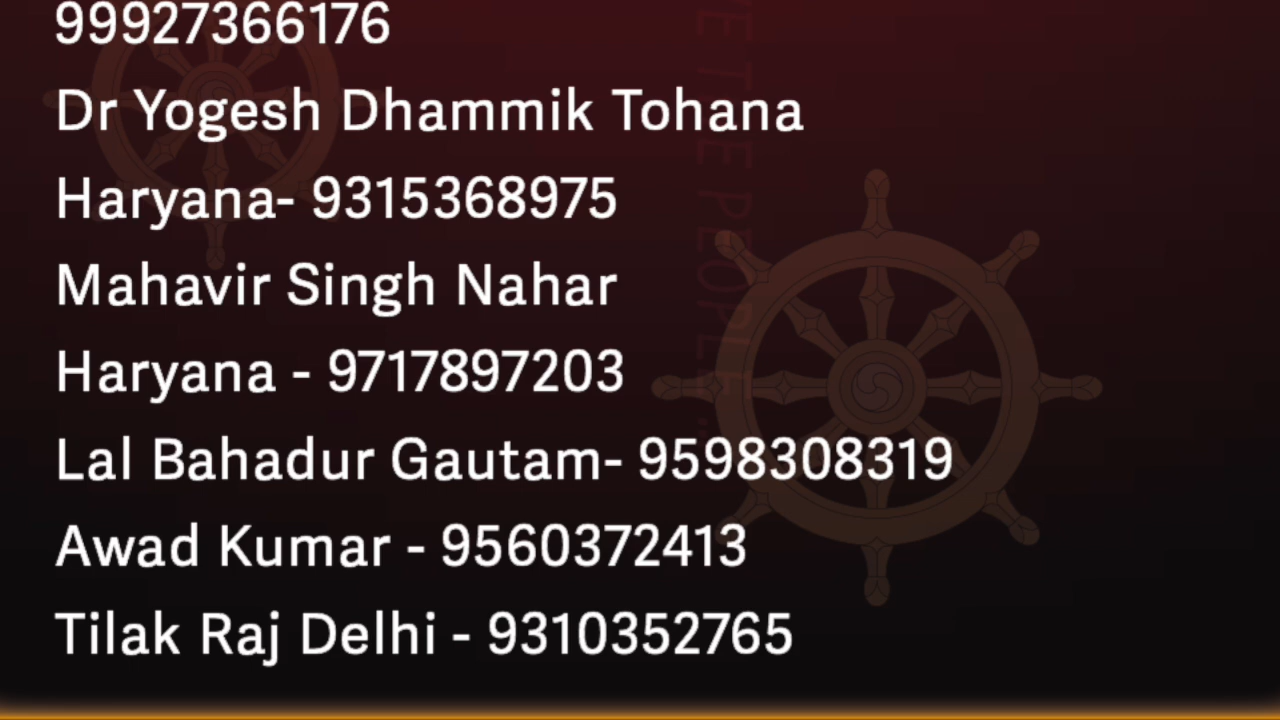 99927366176
Dr Yogesh Dhammik Tohana
Haryana- 9315368975
Mahavir Singh Nahar
Haryana - 9717897203
Lal Bahadur Gautam- 9598308319
Awad Kumar - 9560372413
Tilak Raj Delhi - 9310352765
PEOPLE